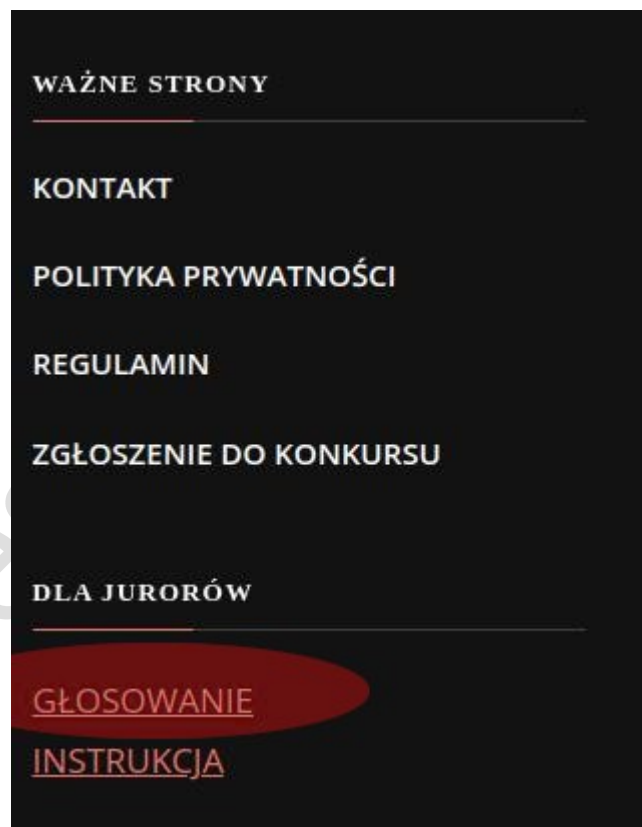 WAŻNE STRONY
KONTAKT
POLITYKA PRYWATNOŚCI
REGULAMIN
ZGŁOSZENIE DO KONKURSU
DLA JURORÓW
GŁOSOWANIE
INSTRUKCJA